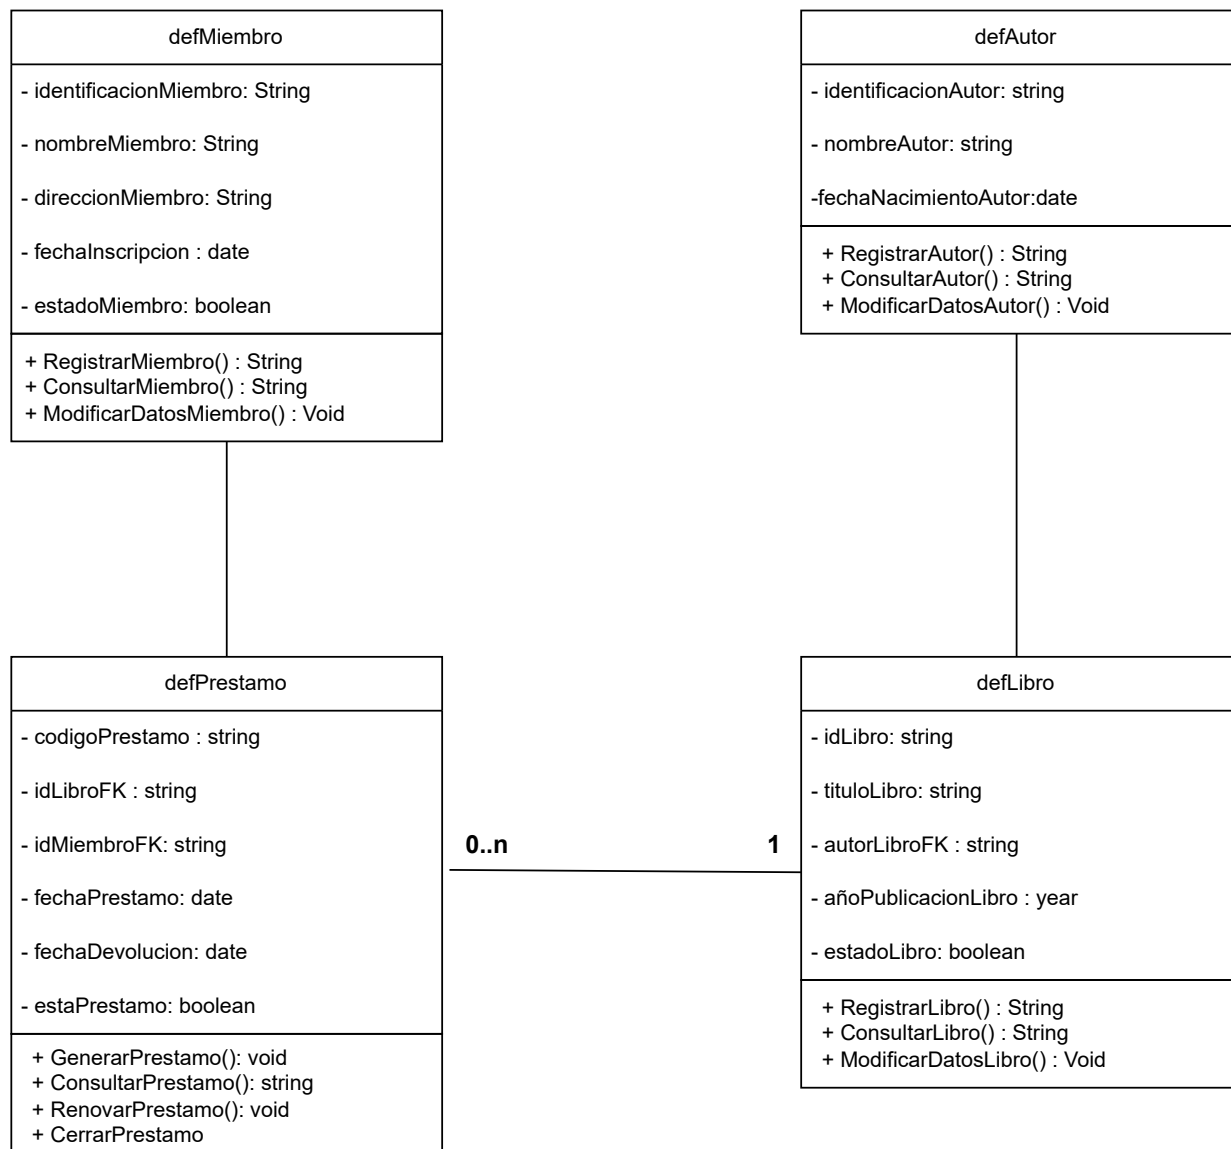 defMiembro
- identificacionMiembro: String
- nombreMiembro: String
- direccionMiembro: String
- fechaInscripcion : date
- estadoMiembro: boolean
+ RegistrarMiembro() : String
+ ConsultarMiembro() : String
+ ModificarDatosMiembro() : Void
defAutor
- identificacionAutor: string
- nombreAutor: string
-fechaNacimientoAutor:date
+ RegistrarAutor() : String
+ ConsultarAutor() : String
+ ModificarDatosAutor() : Void
defPrestamo
- codigoPrestamo : string
- idLibroFK : string
- idMiembroFK: string
- fechaPrestamo: date
- fechaDevolucion: date
- estaPrestamo: boolean
+ GenerarPrestamo(): void
+ ConsultarPrestamo(): string
+ RenovarPrestamo(): void
+ CerrarPrestamo
0..n
1
defLibro
- idLibro: string
- tituloLibro: string
- autorLibroFK : string
- añoPublicacionLibro : year
- estadoLibro: boolean
+ RegistrarLibro() : String
+ ConsultarLibro() : String
+ ModificarDatosLibro() : Void